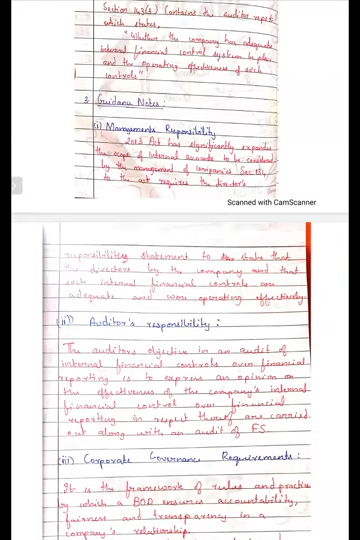 Section 143(3) Contains the auditor report
which states,
"Whether the company has adequate
internal financial control system in place
and the operating effectiveness of such
controls"
3. Guidance Notes:
(i) Managements Responsibility
2013 Act has significantly expanded
the scope of internal to be considered
by the management of companies Sec
to the act requires the director's
Scanned with CamScanner
responsibilities statement to state that
the directors by the company and that
such internal financial controls are
adequate and were operating effectively.
(ii) Auditor's responsibility:
The auditors objective in an audit of
internal financial controls over financial
reporting is to express an opinion on
the effectiveness of the company's internal
financial control over financial
reporting in respect thereof are carried
out along with an audit of FS.
(iii) Corporate Governance Requirements:
It is the framework of rules and practice
by which a BOD ensures accountability,
fairness and transparency in a
company's relationship.